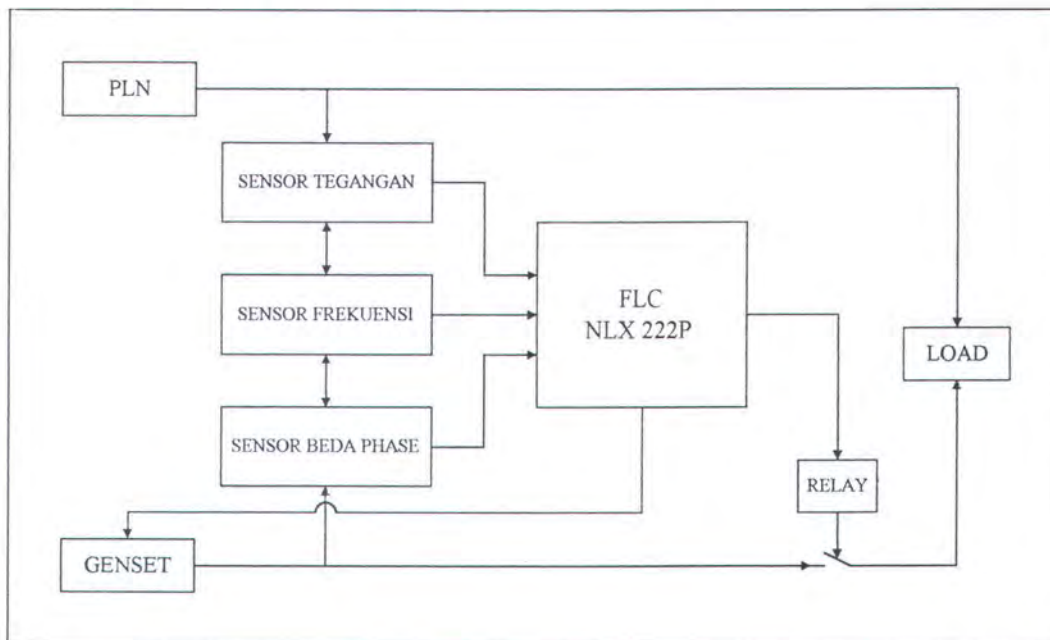 PLN
SENSOR TEGANGAN
SENSOR FREKUENSI
SENSOR BEDA PHASE
FLC
NLX 222P
LOAD
RELAY
GENSET